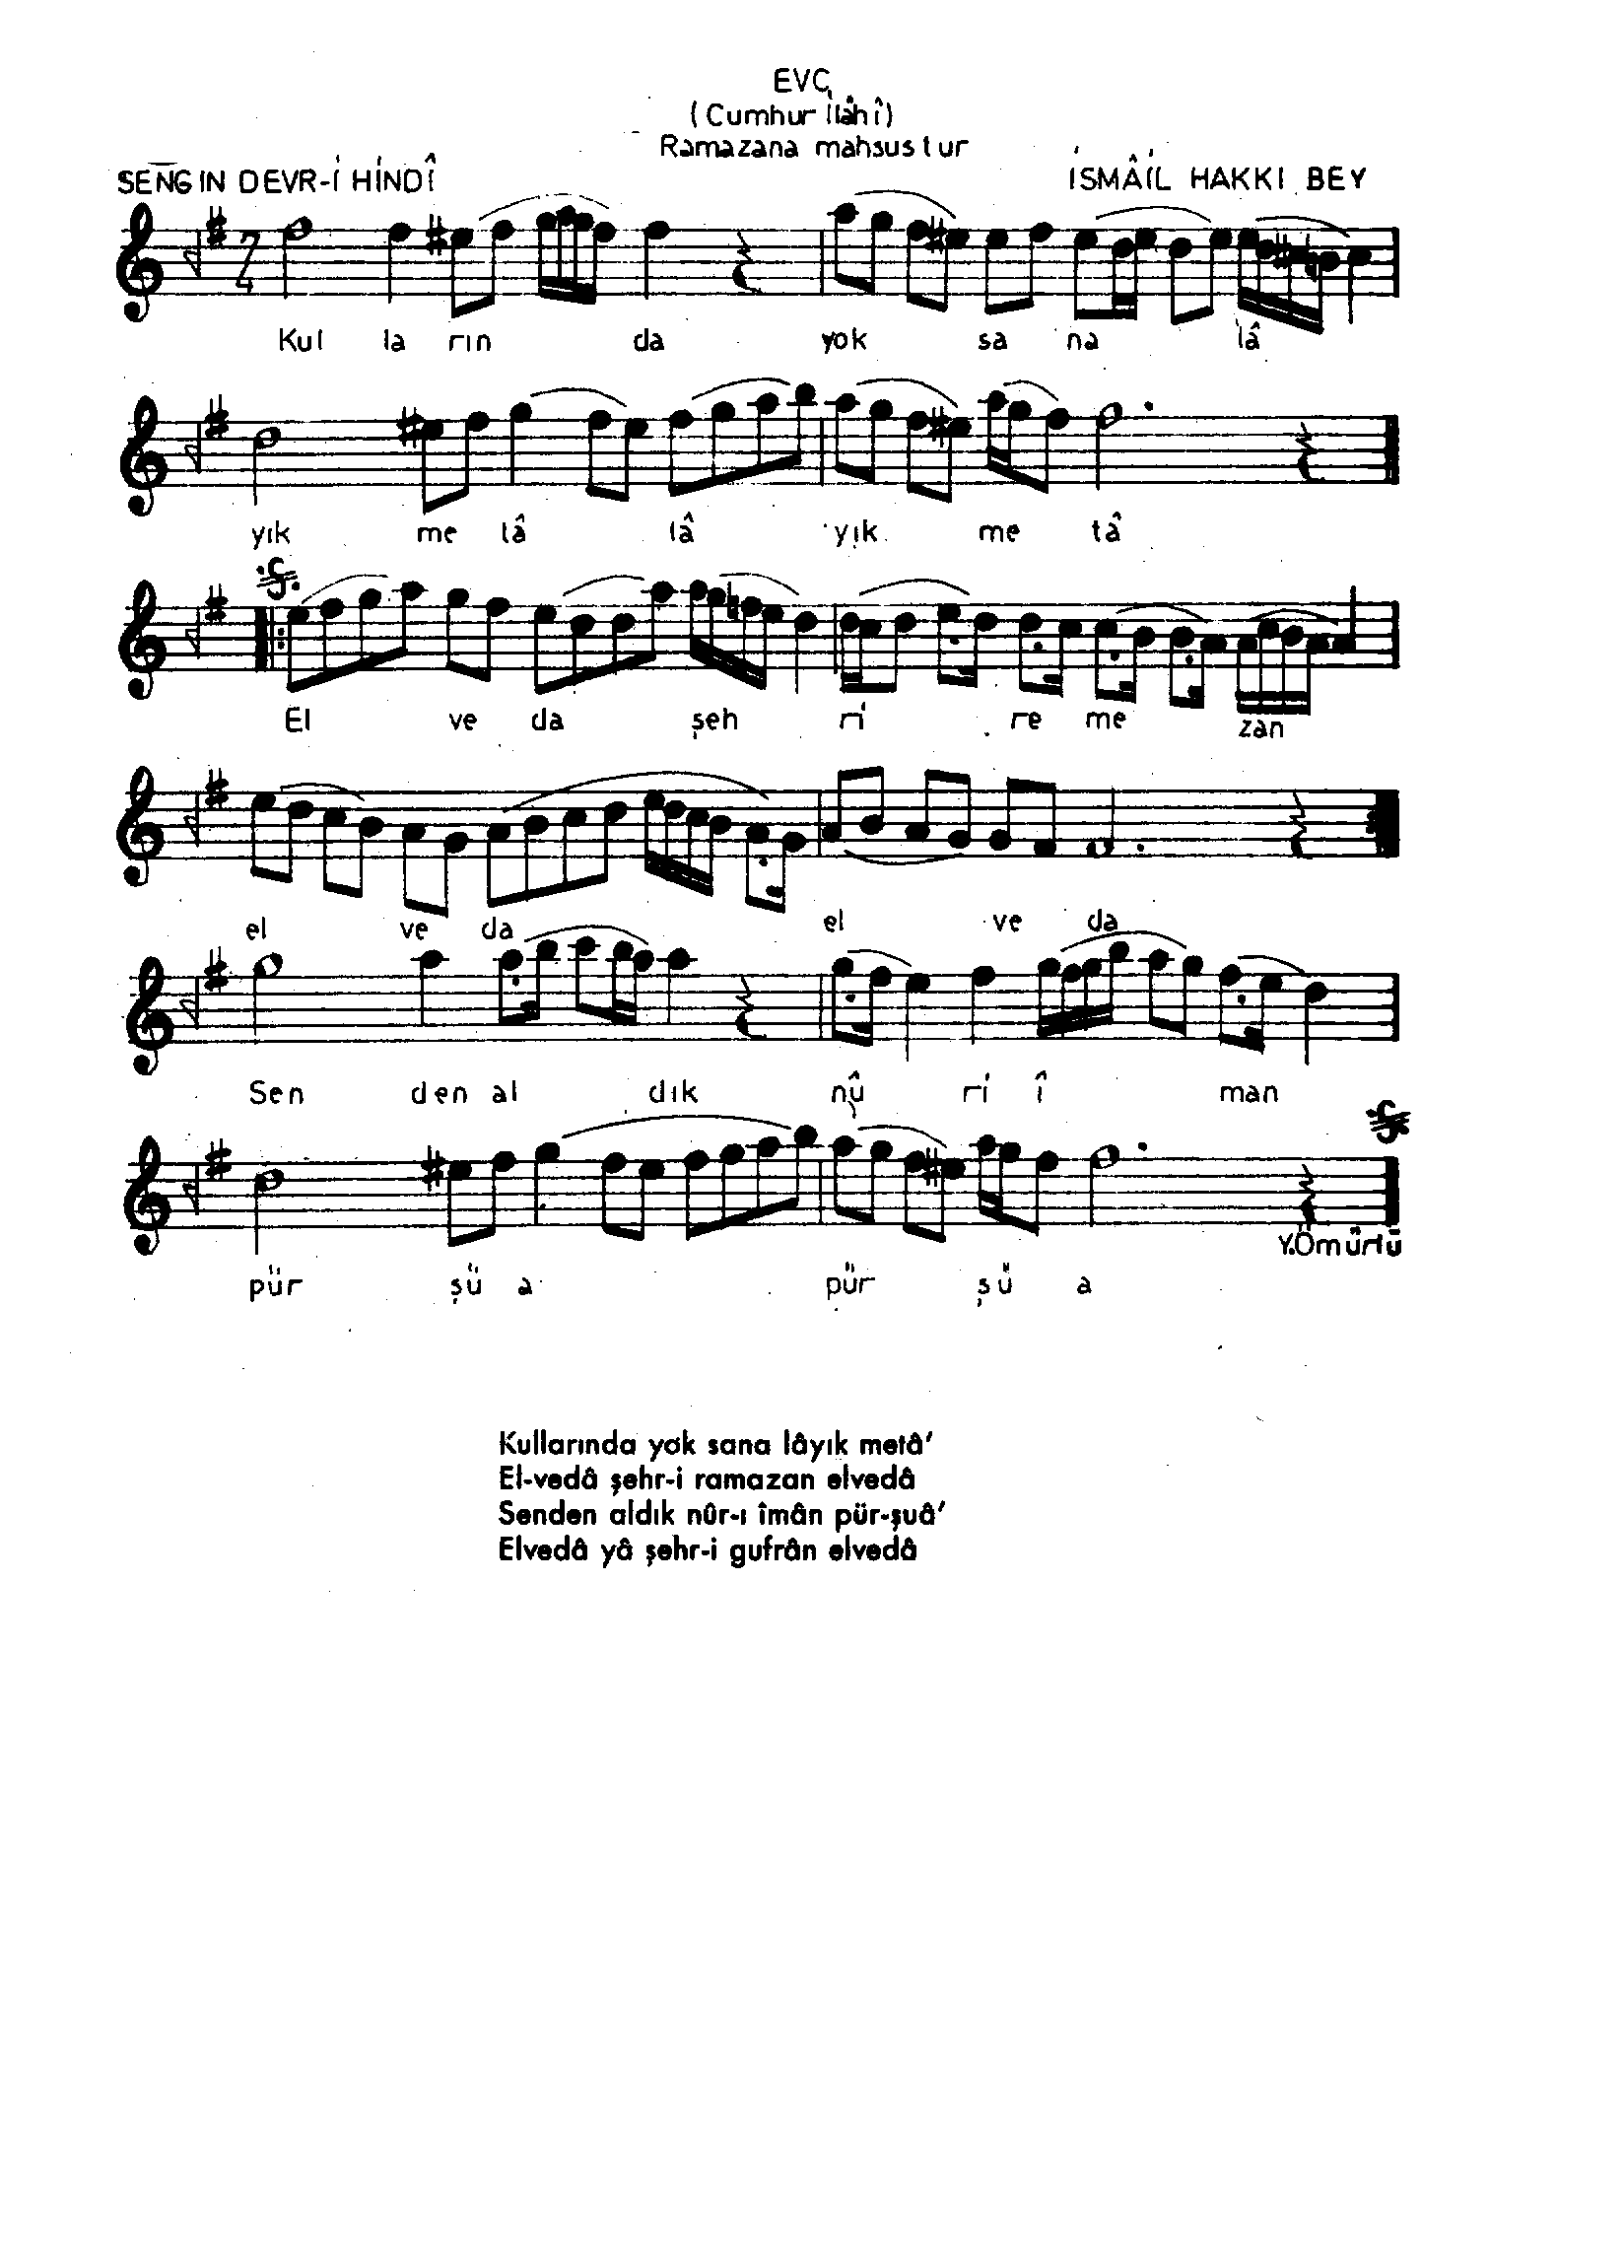 EVÇ
(Cumhur ilâhî)
Ramazana mahsustur
SENGIN DEVR-İ HİNDÎ
İSMÂİL HAKKI BEY
7
4
Kul la rın da yok sa na lâ
yık me tâ lâ yık me tâ
El ve da şeh ri re me zan
el ve da el ve da
Sen den al dık nû ri î man
Y.Ömürlü
pür şü a pür şü a
Kullarında yok sana lâyık metâ'
El-vedâ şehr-i ramazan elvedâ
Senden aldık nûr-ı îmân pür-şuâ'
Elvedâ yâ şehr-i gufrân elvedâ